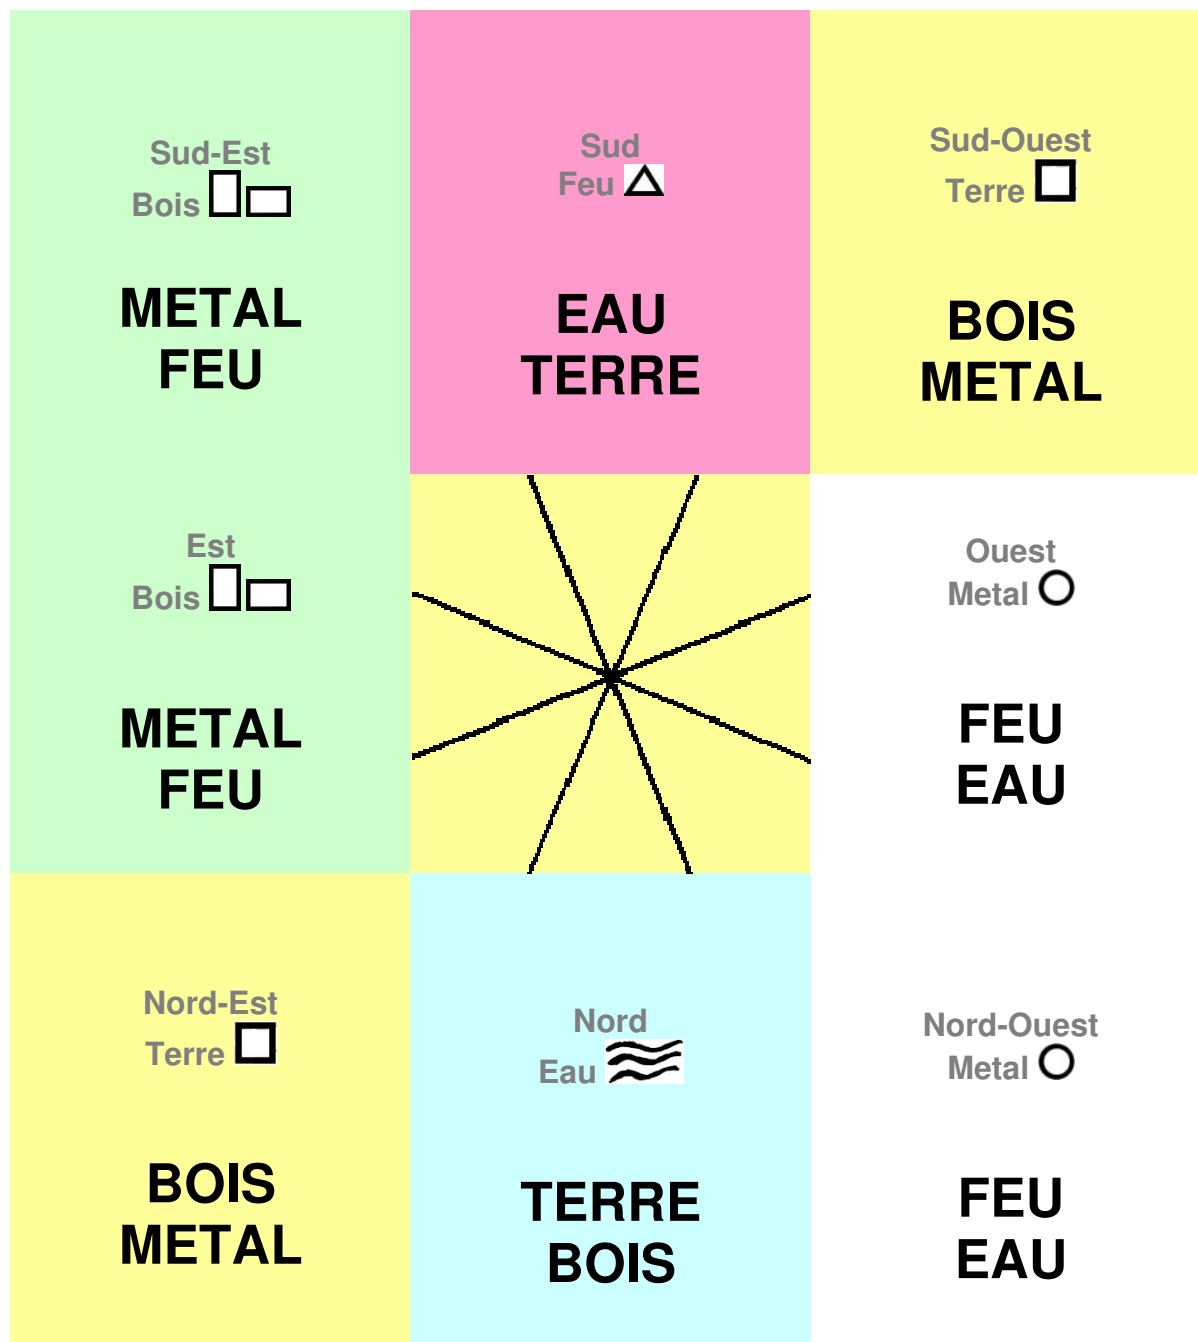 Sud-Est
Bois
METAL
FEU
Sud
Feu
EAU
TERRE
Sud-Ouest
Terre
BOIS
METAL
Est
Bois
METAL
FEU
Ouest
Metal
FEU
EAU
Nord-Est
Terre
BOIS
METAL
Nord
Eau
TERRE
BOIS
Nord-Ouest
Metal
FEU
EAU